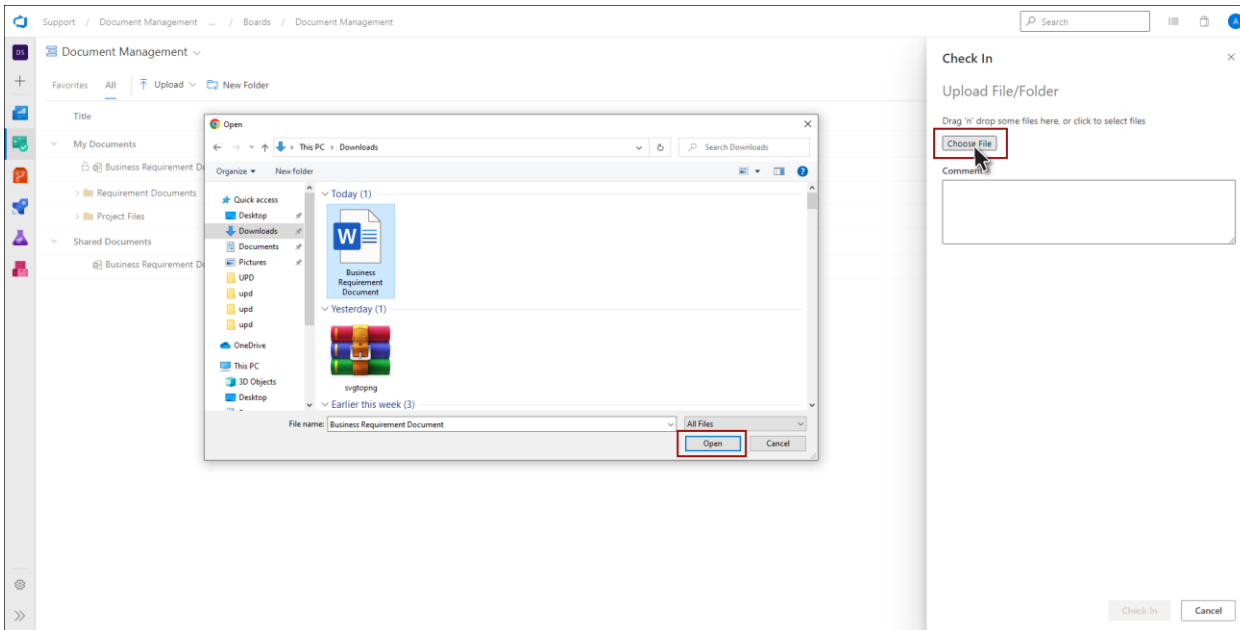 Support / Document Management ... / Boards / Document Management
Search
A
DS
Document Management
Favorites All Upload New Folder
Title
My Documents
Business Requirement
Requirement Documents
Project Files
Shared Documents
Business Requirement
Open
This PC > Downloads
Search Downloads
Organize New folder
Quick access
Desktop
Downloads
Documents
Pictures
UPD
upd
upd
upd
OneDrive
This PC
3D Objects
Desktop
Today (1)
W
Business
Requirement
Document
Yesterday (1)
svgtopng
Earlier this week (3)
File name: Business Requirement Document
All Files
Open Cancel
Check In
Upload File/Folder
Drag 'n' drop some files here, or click to select files
Choose File
Comment
Check In Cancel